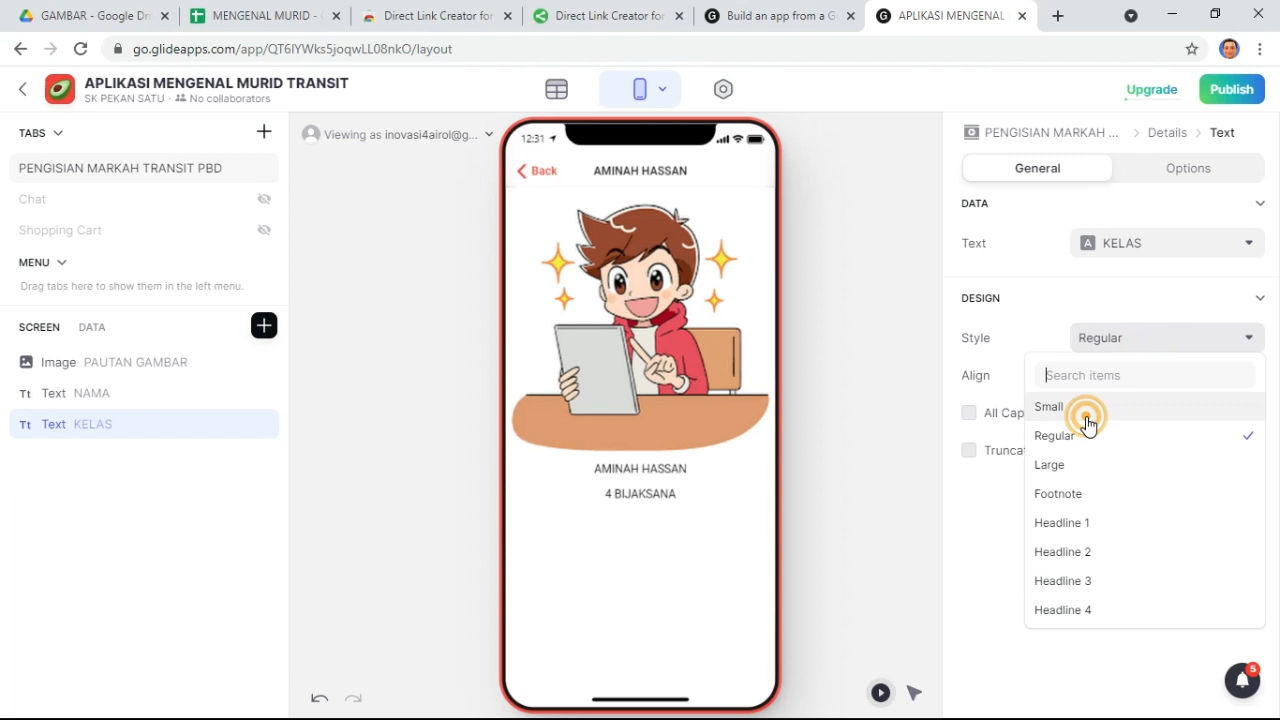 GAMBAR - Google Dri
MENGENAL MURID -
Direct Link Creator for
Direct Link Creator for
Build an app from a G
APLIKASI MENGENAL
go.glideapps.com/app/QT6IYWks5joqwLL08nkO/layout
APLIKASI MENGENAL MURID TRANSIT
SK PEKAN SATU · No collaborators
Upgrade
Publish
TABS
PENGISIAN MARKAH TRANSIT PBD
Chat
Shopping Cart
MENU
Drag tabs here to show them in the left menu.
SCREEN DATA
Image PAUTAN GAMBAR
Tt Text NAMA
Tt Text KELAS
Viewing as inovasi4airol@g...
12:31
Back AMINAH HASSAN
AMINAH HASSAN
4 BIJAKSANA
PENGISIAN MARKAH ... > Details > Text
General Options
DATA
Text A KELAS
DESIGN
Style Regular
Align Search items
Small
All Cap
Regular
Truncat
Large
Footnote
Headline 1
Headline 2
Headline 3
Headline 4
5